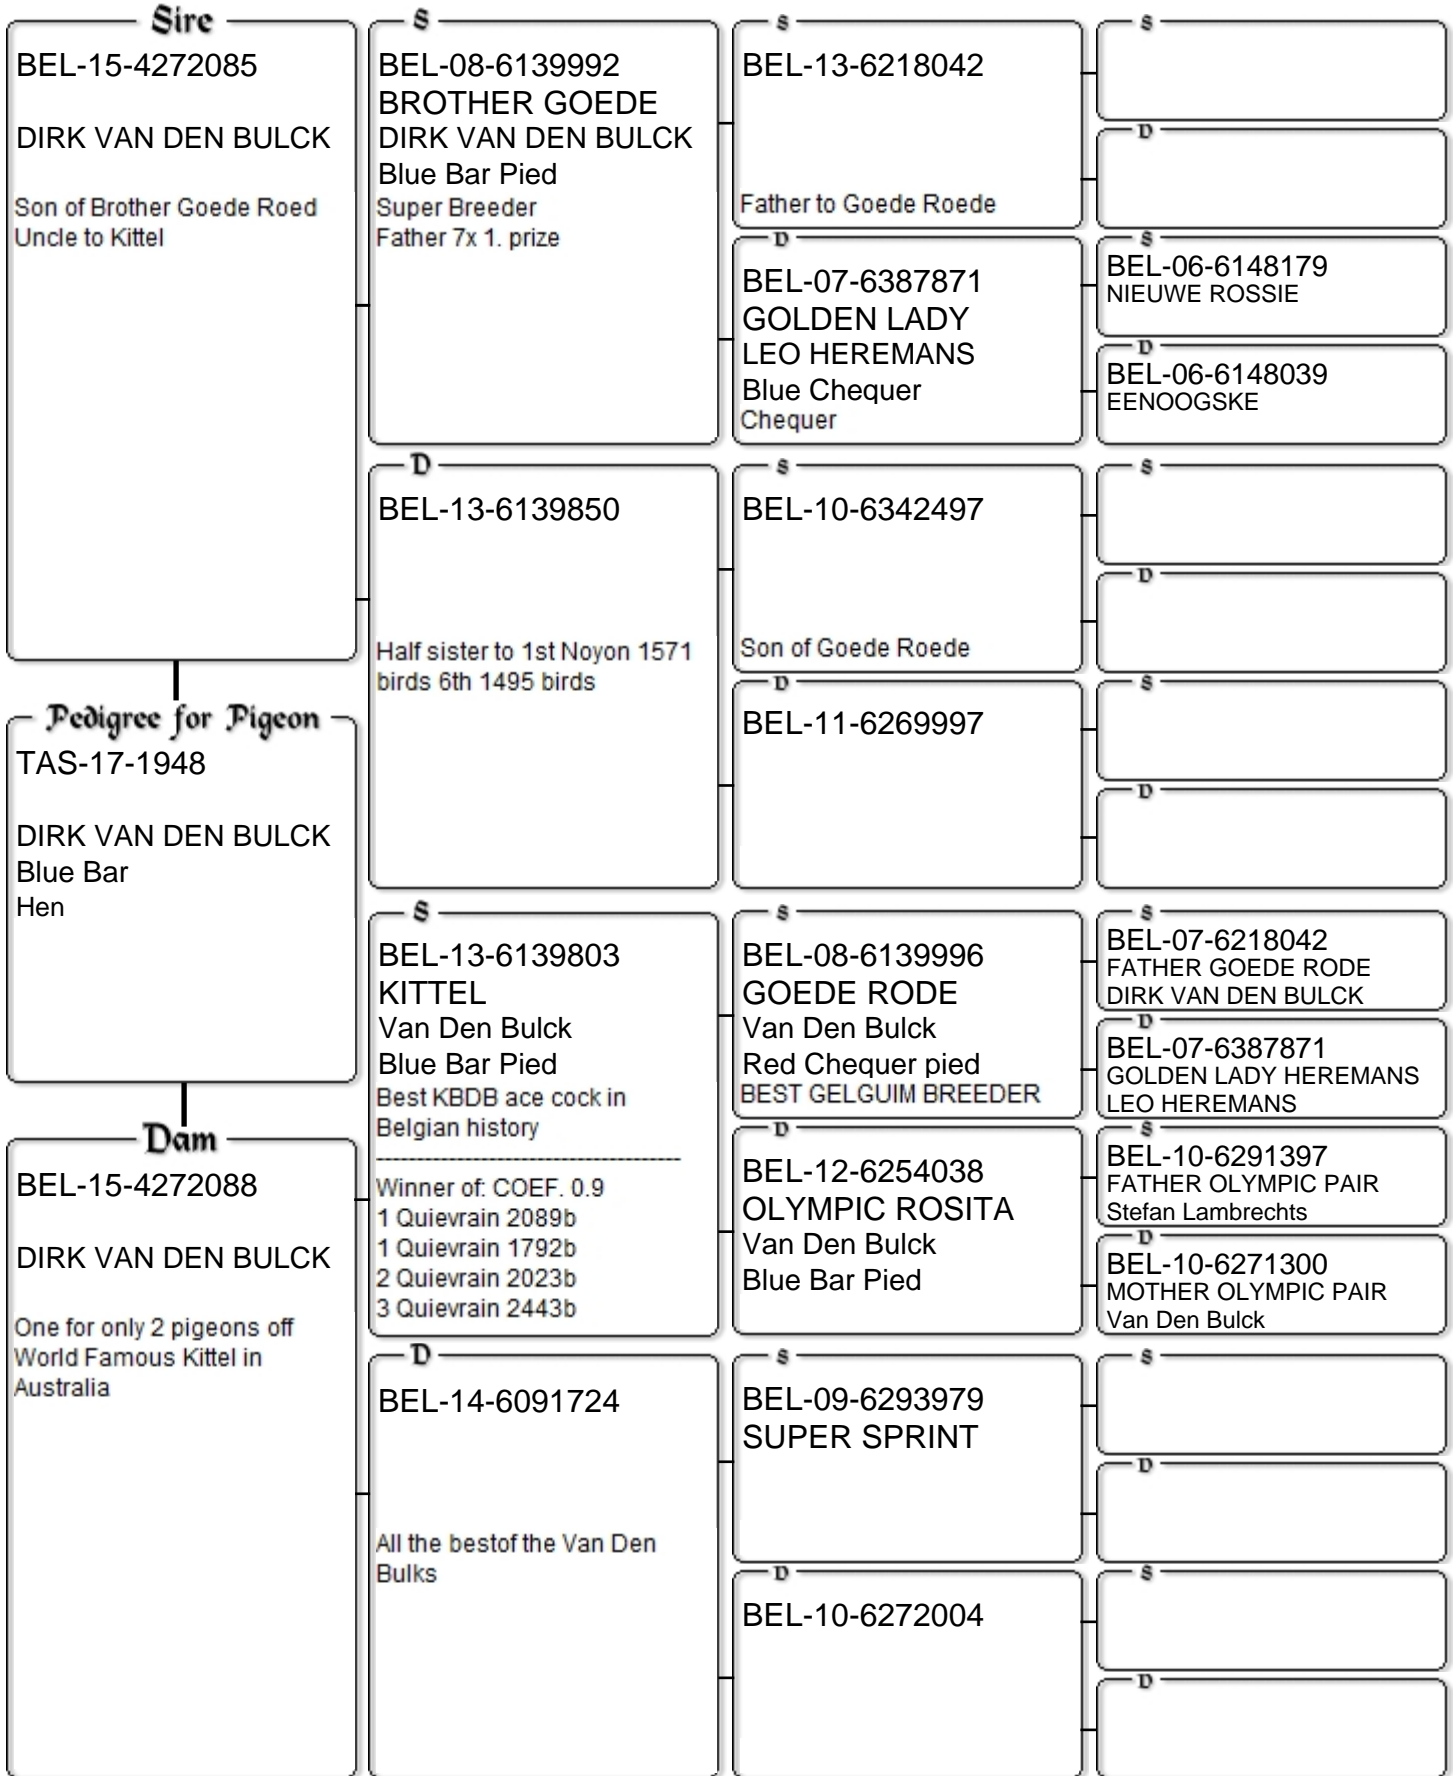 Sire
BEL-15-4272085
DIRK VAN DEN BULCK
Son of Brother Goede Roed
Uncle to Kittel
Pedigree for Pigeon
TAS-17-1948
DIRK VAN DEN BULCK
Blue Bar
Hen
Dam
BEL-15-4272088
DIRK VAN DEN BULCK
One for only 2 pigeons off
World Famous Kittel in
Australia
S
BEL-08-6139992
BROTHER GOEDE
DIRK VAN DEN BULCK
Blue Bar Pied
Super Breeder
Father 7x 1. prize
D
BEL-13-6139850
Half sister to 1st Noyon 1571
birds 6th 1495 birds
S
BEL-13-6139803
KITTEL
Van Den Bulck
Blue Bar Pied
Best KBDB ace cock in
Belgian history
--------------------------------------
Winner of: COEF. 0.9
1 Quievrain 2089b
1 Quievrain 1792b
2 Quievrain 2023b
3 Quievrain 2443b
D
BEL-14-6091724
All the bestof the Van Den
Bulks
S
BEL-13-6218042
Father to Goede Roede
D
BEL-07-6387871
GOLDEN LADY
LEO HEREMANS
Blue Chequer
Chequer
S
BEL-10-6342497
Son of Goede Roede
D
BEL-11-6269997
S
BEL-08-6139996
GOEDE RODE
Van Den Bulck
Red Chequer pied
BEST GELGUIM BREEDER
D
BEL-12-6254038
OLYMPIC ROSITA
Van Den Bulck
Blue Bar Pied
S
BEL-09-6293979
SUPER SPRINT
D
BEL-10-6272004
S
D
S
BEL-06-6148179
NIEUWE ROSSIE
D
BEL-06-6148039
EENOOGSKE
S
D
S
D
S
BEL-07-6218042
FATHER GOEDE RODE
DIRK VAN DEN BULCK
D
BEL-07-6387871
GOLDEN LADY HEREMANS
LEO HEREMANS
S
BEL-10-6291397
FATHER OLYMPIC PAIR
Stefan Lambrechts
D
BEL-10-6271300
MOTHER OLYMPIC PAIR
Van Den Bulck
S
D
S
D